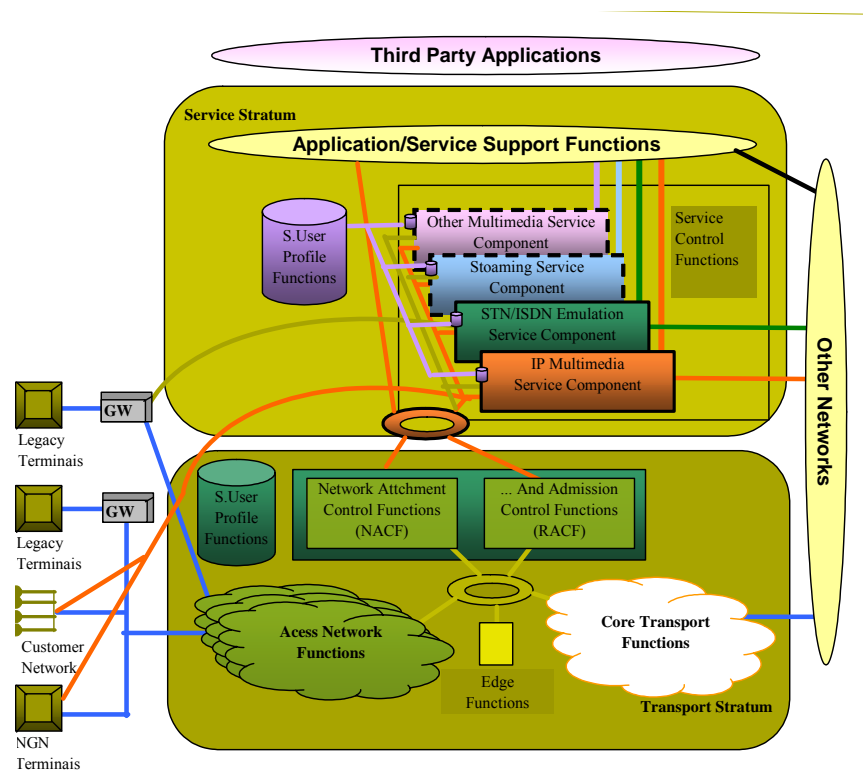 Third Party Applications
Service Stratum
Application/Service Support Functions
S.User
Profile
Functions
Other Multimedia Service
Component
Stoaming Service
Component
STN/ISDN Emulation
Service Component
IP Multimedia
Service Component
Service
Control
Functions
Other Networks
GW
Legacy
Terminais
GW
Legacy
Terminais
Customer
Network
NGN
Terminais
S.User
Profile
Functions
Network Attchment
Control Functions
(NACF)
... And Admission
Control Functions
(RACF)
Acess Network
Functions
Edge
Functions
Core Transport
Functions
Transport Stratum